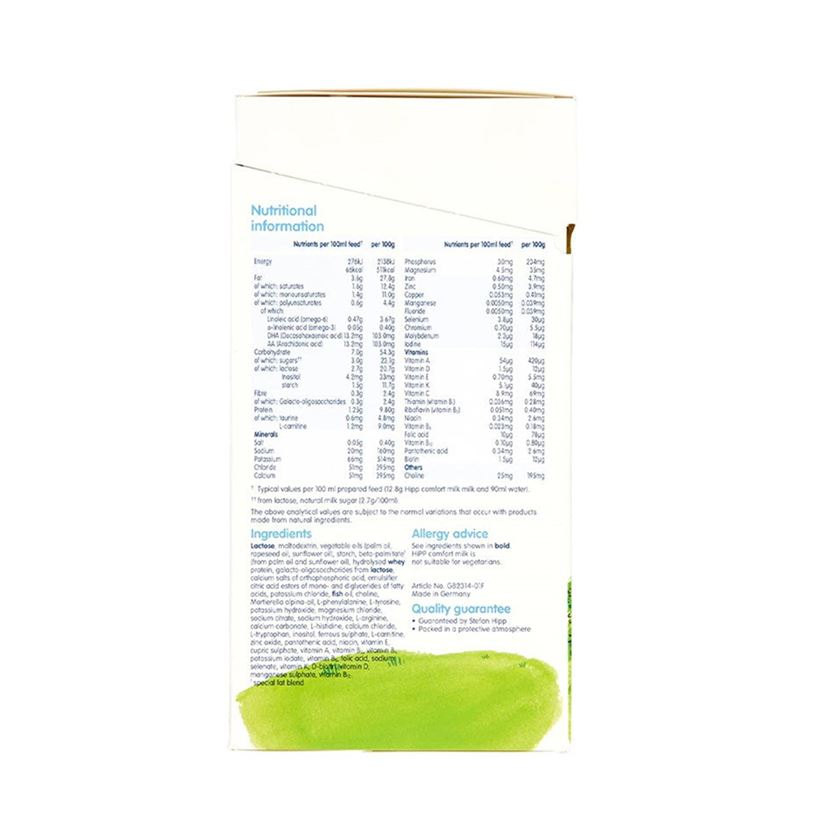 Nutritional
information
Nutrients per 100ml feed† per 100g
Energy 276kJ 2138kJ
66kcal 511kcal
Fat 3.6g 27.8g
of which: saturates 1.6g 12.4g
of which: monounsaturates 1.4g 11.0g
of which: polyunsaturates 0.6g 4.4g
of which:
Linoleic acid (omega-6) 0.47g 3.67g
α-linolenic acid (omega-3) 0.05g 0.40g
DHA (Docosahexaenoic acid) 13.2mg 103.0mg
AA (Arachidonic acid) 13.2mg 103.0mg
Carbohydrate 7.0g 54.3g
of which: sugars†† 3.0g 23.1g
of which: lactose 2.7g 20.7g
Inositol 4.2mg 33mg
starch 1.5g 11.7g
Fibre 0.3g 2.4g
of which: Galacto-oligosaccharides 0.3g 2.4g
Protein 1.25g 9.80g
of which: taurine 0.6mg 4.8mg
L-carnitine 1.2mg 9.0mg
Minerals
Salt 0.05g 0.40g
Sodium 20mg 160mg
Potassium 66mg 514mg
Chloride 51mg 395mg
Calcium 51mg 395mg
Nutrients per 100ml feed† per 100g
Phosphorus 30mg 234mg
Magnesium 4.5mg 35mg
Iron 0.60mg 4.7mg
Zinc 0.50mg 3.9mg
Copper 0.053mg 0.41mg
Manganese 0.0050mg 0.039mg
Fluoride 0.0050mg 0.039mg
Selenium 3.8µg 30µg
Chromium 0.70µg 5.5µg
Molybdenum 2.3µg 18µg
Iodine 15µg 114µg
Vitamins
Vitamin A 54µg 420µg
Vitamin D 1.5µg 12µg
Vitamin E 0.70mg 5.5mg
Vitamin K 5.1µg 40µg
Vitamin C 8.9mg 69mg
Thiamin (vitamin B₁) 0.036mg 0.28mg
Riboflavin (vitamin B₂) 0.051mg 0.40mg
Niacin 0.34mg 2.6mg
Vitamin B₆ 0.023mg 0.18mg
Folic acid 10µg 78µg
Vitamin B₁₂ 0.10µg 0.80µg
Pantothenic acid 0.34mg 2.6mg
Biotin 1.5µg 12µg
Others
Choline 25mg 195mg
† Typical values per 100 ml prepared feed (12.8g Hipp comfort milk milk and 90ml water).
†† from lactose, natural milk sugar (2.7g/100ml)
The above analytical values are subject to the normal variations that occur with products
made from natural ingredients.
Ingredients
Lactose, maltodextrin, vegetable oils (palm oil,
rapeseed oil, sunflower oil), starch, beta-palmitate¹
(from palm oil and sunflower oil), hydrolysed whey
protein, galacto-oligosaccharides from lactose,
calcium salts of orthophosphoric acid, emulsifier
citric acid esters of mono- and diglycerides of fatty
acids, potassium chloride, fish oil, choline,
Mortierella alpina-oil, L-phenylalanine, L-tyrosine,
potassium hydroxide, magnesium chloride,
sodium citrate, sodium hydroxide, L-arginine,
calcium carbonate, L-histidine, calcium chloride,
L-tryptophan, inositol, ferrous sulphate, L-carnitine,
zinc oxide, pantothenic acid, niacin, vitamin E,
cupric sulphate, vitamin A, vitamin B₁, vitamin B₆,
potassium iodate, vitamin B₂, folic acid, sodium
selenate, vitamin K, D-biotin, vitamin D,
manganese sulphate, vitamin B₁₂
¹special fat blend
Allergy advice
See ingredients shown in bold.
HiPP comfort milk is
not suitable for vegetarians.
Article No. GB2314-01F
Made in Germany
Quality guarantee
• Guaranteed by Stefan Hipp
• Packed in a protective atmosphere